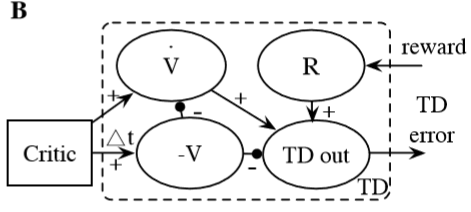 B
V̇
R
reward
+
+
-
+
TD
error
△t
Critic
-V
TD out
+
-
TD